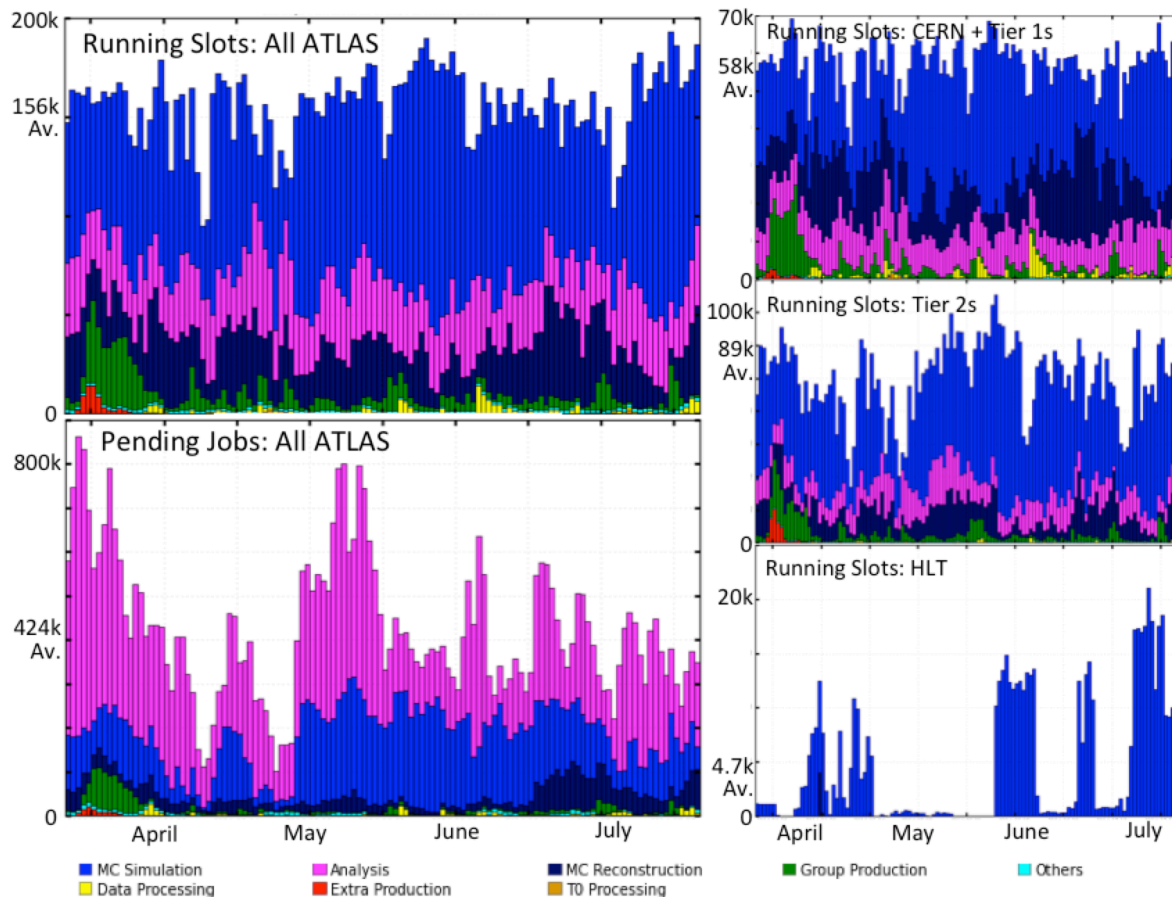 200k
Running Slots: All ATLAS
156k
Av.
0
Pending Jobs: All ATLAS
800k
424k
Av.
0
April May June July
70k
Running Slots: CERN + Tier 1s
58k
Av.
0
Running Slots: Tier 2s
100k
89k
Av.
0
Running Slots: HLT
20k
4.7k
Av.
0
April May June July
MC Simulation Analysis MC Reconstruction Group Production Others
Data Processing Extra Production T0 Processing